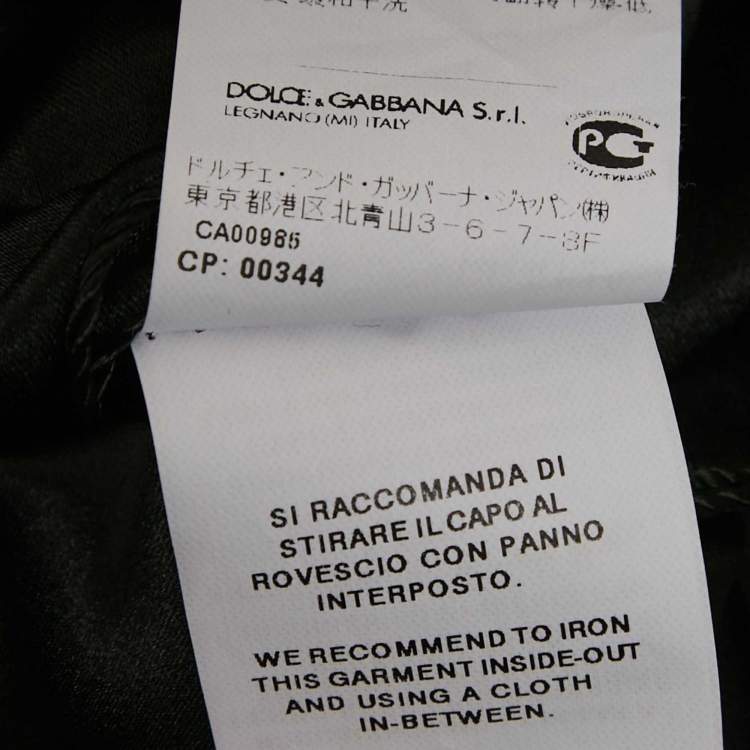 DOLCE & GABBANA S.r.l.
LEGNANO (MI) ITALY
РОСТЕСТ
ドルチェ・アンド・ガッバーナ・ジャパン(株)
東京都港区北青山3-6-7-8F
CA00985
CP: 00344
SI RACCOMANDA DI
STIRARE IL CAPO AL
ROVESCIO CON PANNO
INTERPOSTO.
WE RECOMMEND TO IRON
THIS GARMENT INSIDE-OUT
AND USING A CLOTH
IN-BETWEEN.